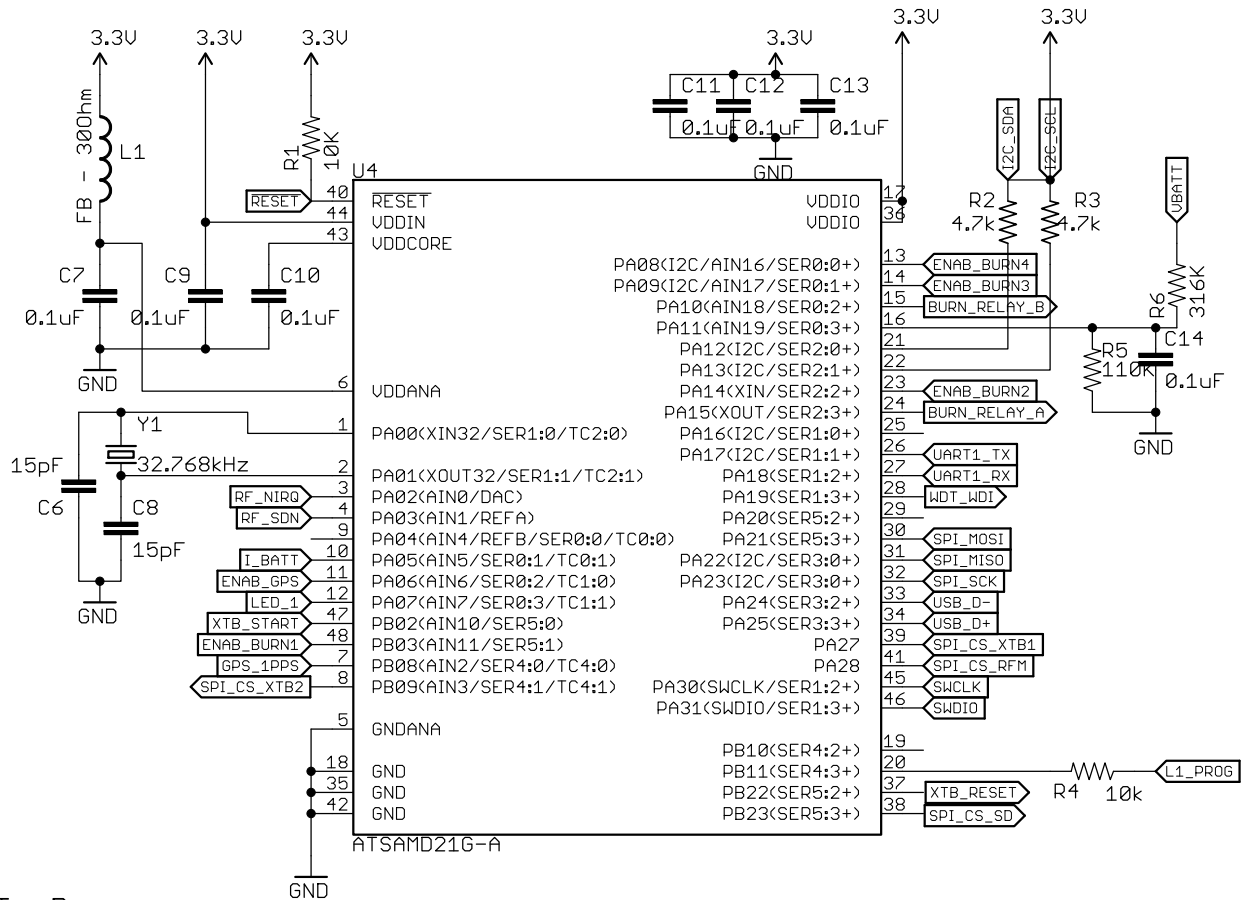 3.3V
3.3V
3.3V
3.3V
3.3V
3.3V
FB - 30Ohm
L1
R1
10K
C11
C12
C13
0.1uF
0.1uF
0.1uF
GND
I2C_SDA
I2C_SCL
VBATT
R2
4.7k
R3
4.7k
R6
316K
R5
110K
C14
0.1uF
GND
C7
0.1uF
C9
0.1uF
C10
0.1uF
GND
U4
RESET
40 RESET
44 VDDIN
43 VDDCORE
6 VDDANA
Y1
32.768kHz
15pF
C6
C8
15pF
GND
1 PA00(XIN32/SER1:0/TC2:0)
2 PA01(XOUT32/SER1:1/TC2:1)
RF_NIRQ 3 PA02(AIN0/DAC)
RF_SDN 4 PA03(AIN1/REFA)
9 PA04(AIN4/REFB/SER0:0/TC0:0)
I_BATT 10 PA05(AIN5/SER0:1/TC0:1)
ENAB_GPS 11 PA06(AIN6/SER0:2/TC1:0)
LED_1 12 PA07(AIN7/SER0:3/TC1:1)
XTB_START 47 PB02(AIN10/SER5:0)
ENAB_BURN1 48 PB03(AIN11/SER5:1)
GPS_1PPS 7 PB08(AIN2/SER4:0/TC4:0)
SPI_CS_XTB2 8 PB09(AIN3/SER4:1/TC4:1)
5 GNDANA
18 GND
35 GND
42 GND
GND
VDDIO 17
VDDIO 36
PA08(I2C/AIN16/SER0:0+) 13 ENAB_BURN4
PA09(I2C/AIN17/SER0:1+) 14 ENAB_BURN3
PA10(AIN18/SER0:2+) 15 BURN_RELAY_B
PA11(AIN19/SER0:3+) 16
PA12(I2C/SER2:0+) 21
PA13(I2C/SER2:1+) 22
PA14(XIN/SER2:2+) 23 ENAB_BURN2
PA15(XOUT/SER2:3+) 24 BURN_RELAY_A
PA16(I2C/SER1:0+) 25
PA17(I2C/SER1:1+) 26 UART1_TX
PA18(SER1:2+) 27 UART1_RX
PA19(SER1:3+) 28 WDT_WDI
PA20(SER5:2+) 29
PA21(SER5:3+) 30 SPI_MOSI
PA22(I2C/SER3:0+) 31 SPI_MISO
PA23(I2C/SER3:0+) 32 SPI_SCK
PA24(SER3:2+) 33 USB_D-
PA25(SER3:3+) 34 USB_D+
PA27 39 SPI_CS_XTB1
PA28 41 SPI_CS_RFM
PA30(SWCLK/SER1:2+) 45 SWCLK
PA31(SWDIO/SER1:3+) 46 SWDIO
PB10(SER4:2+) 19
PB11(SER4:3+) 20
R4
10k
L1_PROG
PB22(SER5:2+) 37 XTB_RESET
PB23(SER5:3+) 38 SPI_CS_SD
ATSAMD21G-A